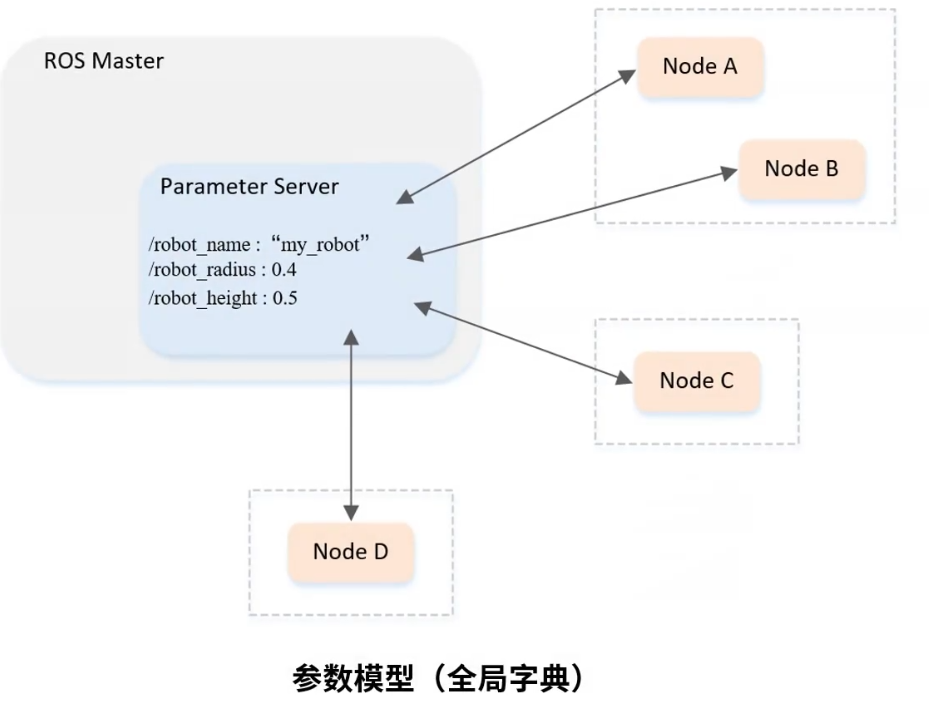 ROS Master
Node A
Node B
Parameter Server
/robot_name : “my_robot”
/robot_radius : 0.4
/robot_height : 0.5
Node C
Node D
参数模型（全局字典）